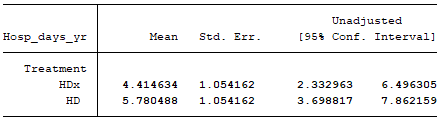 Unadjusted
Hosp_days_yr Mean Std. Err. [95% Conf. Interval]
Treatment
HDx 4.414634 1.054162 2.332963 6.496305
HD 5.780488 1.054162 3.698817 7.862159